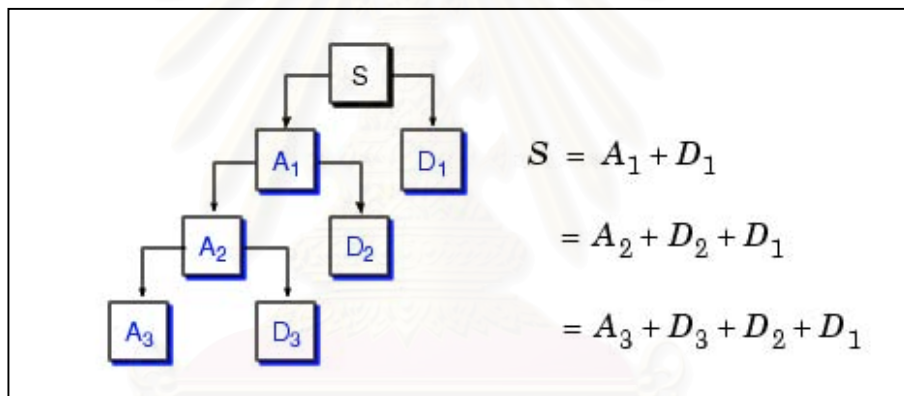 S
A₁ D₁
S = A₁ + D₁
A₂ D₂
= A₂ + D₂ + D₁
A₃ D₃
= A₃ + D₃ + D₂ + D₁